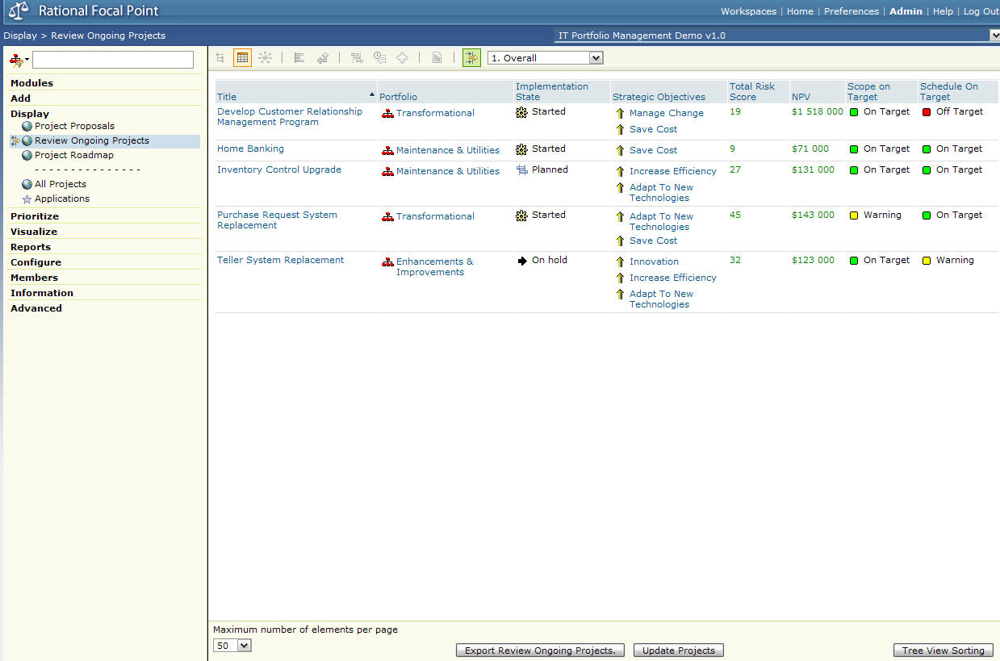 Rational Focal Point
Workspaces | Home | Preferences | Admin | Help | Log Out
Display > Review Ongoing Projects
IT Portfolio Management Demo v1.0
1. Overall
Modules
Add
Display
Project Proposals
Review Ongoing Projects
Project Roadmap
- - - - - - - - - - - - - - -
All Projects
Applications
Prioritize
Visualize
Reports
Configure
Members
Information
Advanced
Title Portfolio Implementation State Strategic Objectives Total Risk Score NPV Scope on Target Schedule On Target
Develop Customer Relationship Transformational Started Manage Change 19 $1 518 000 On Target Off Target
Management Program Save Cost
Home Banking Maintenance & Utilities Started Save Cost 9 $71 000 On Target On Target
Inventory Control Upgrade Maintenance & Utilities Planned Increase Efficiency 27 $131 000 On Target On Target
Adapt To New
Technologies
Purchase Request System Transformational Started Adapt To New 45 $143 000 Warning On Target
Replacement Technologies
Save Cost
Teller System Replacement Enhancements & On hold Innovation 32 $123 000 On Target Warning
Improvements Increase Efficiency
Adapt To New
Technologies
Maximum number of elements per page
50
Export Review Ongoing Projects. Update Projects Tree View Sorting